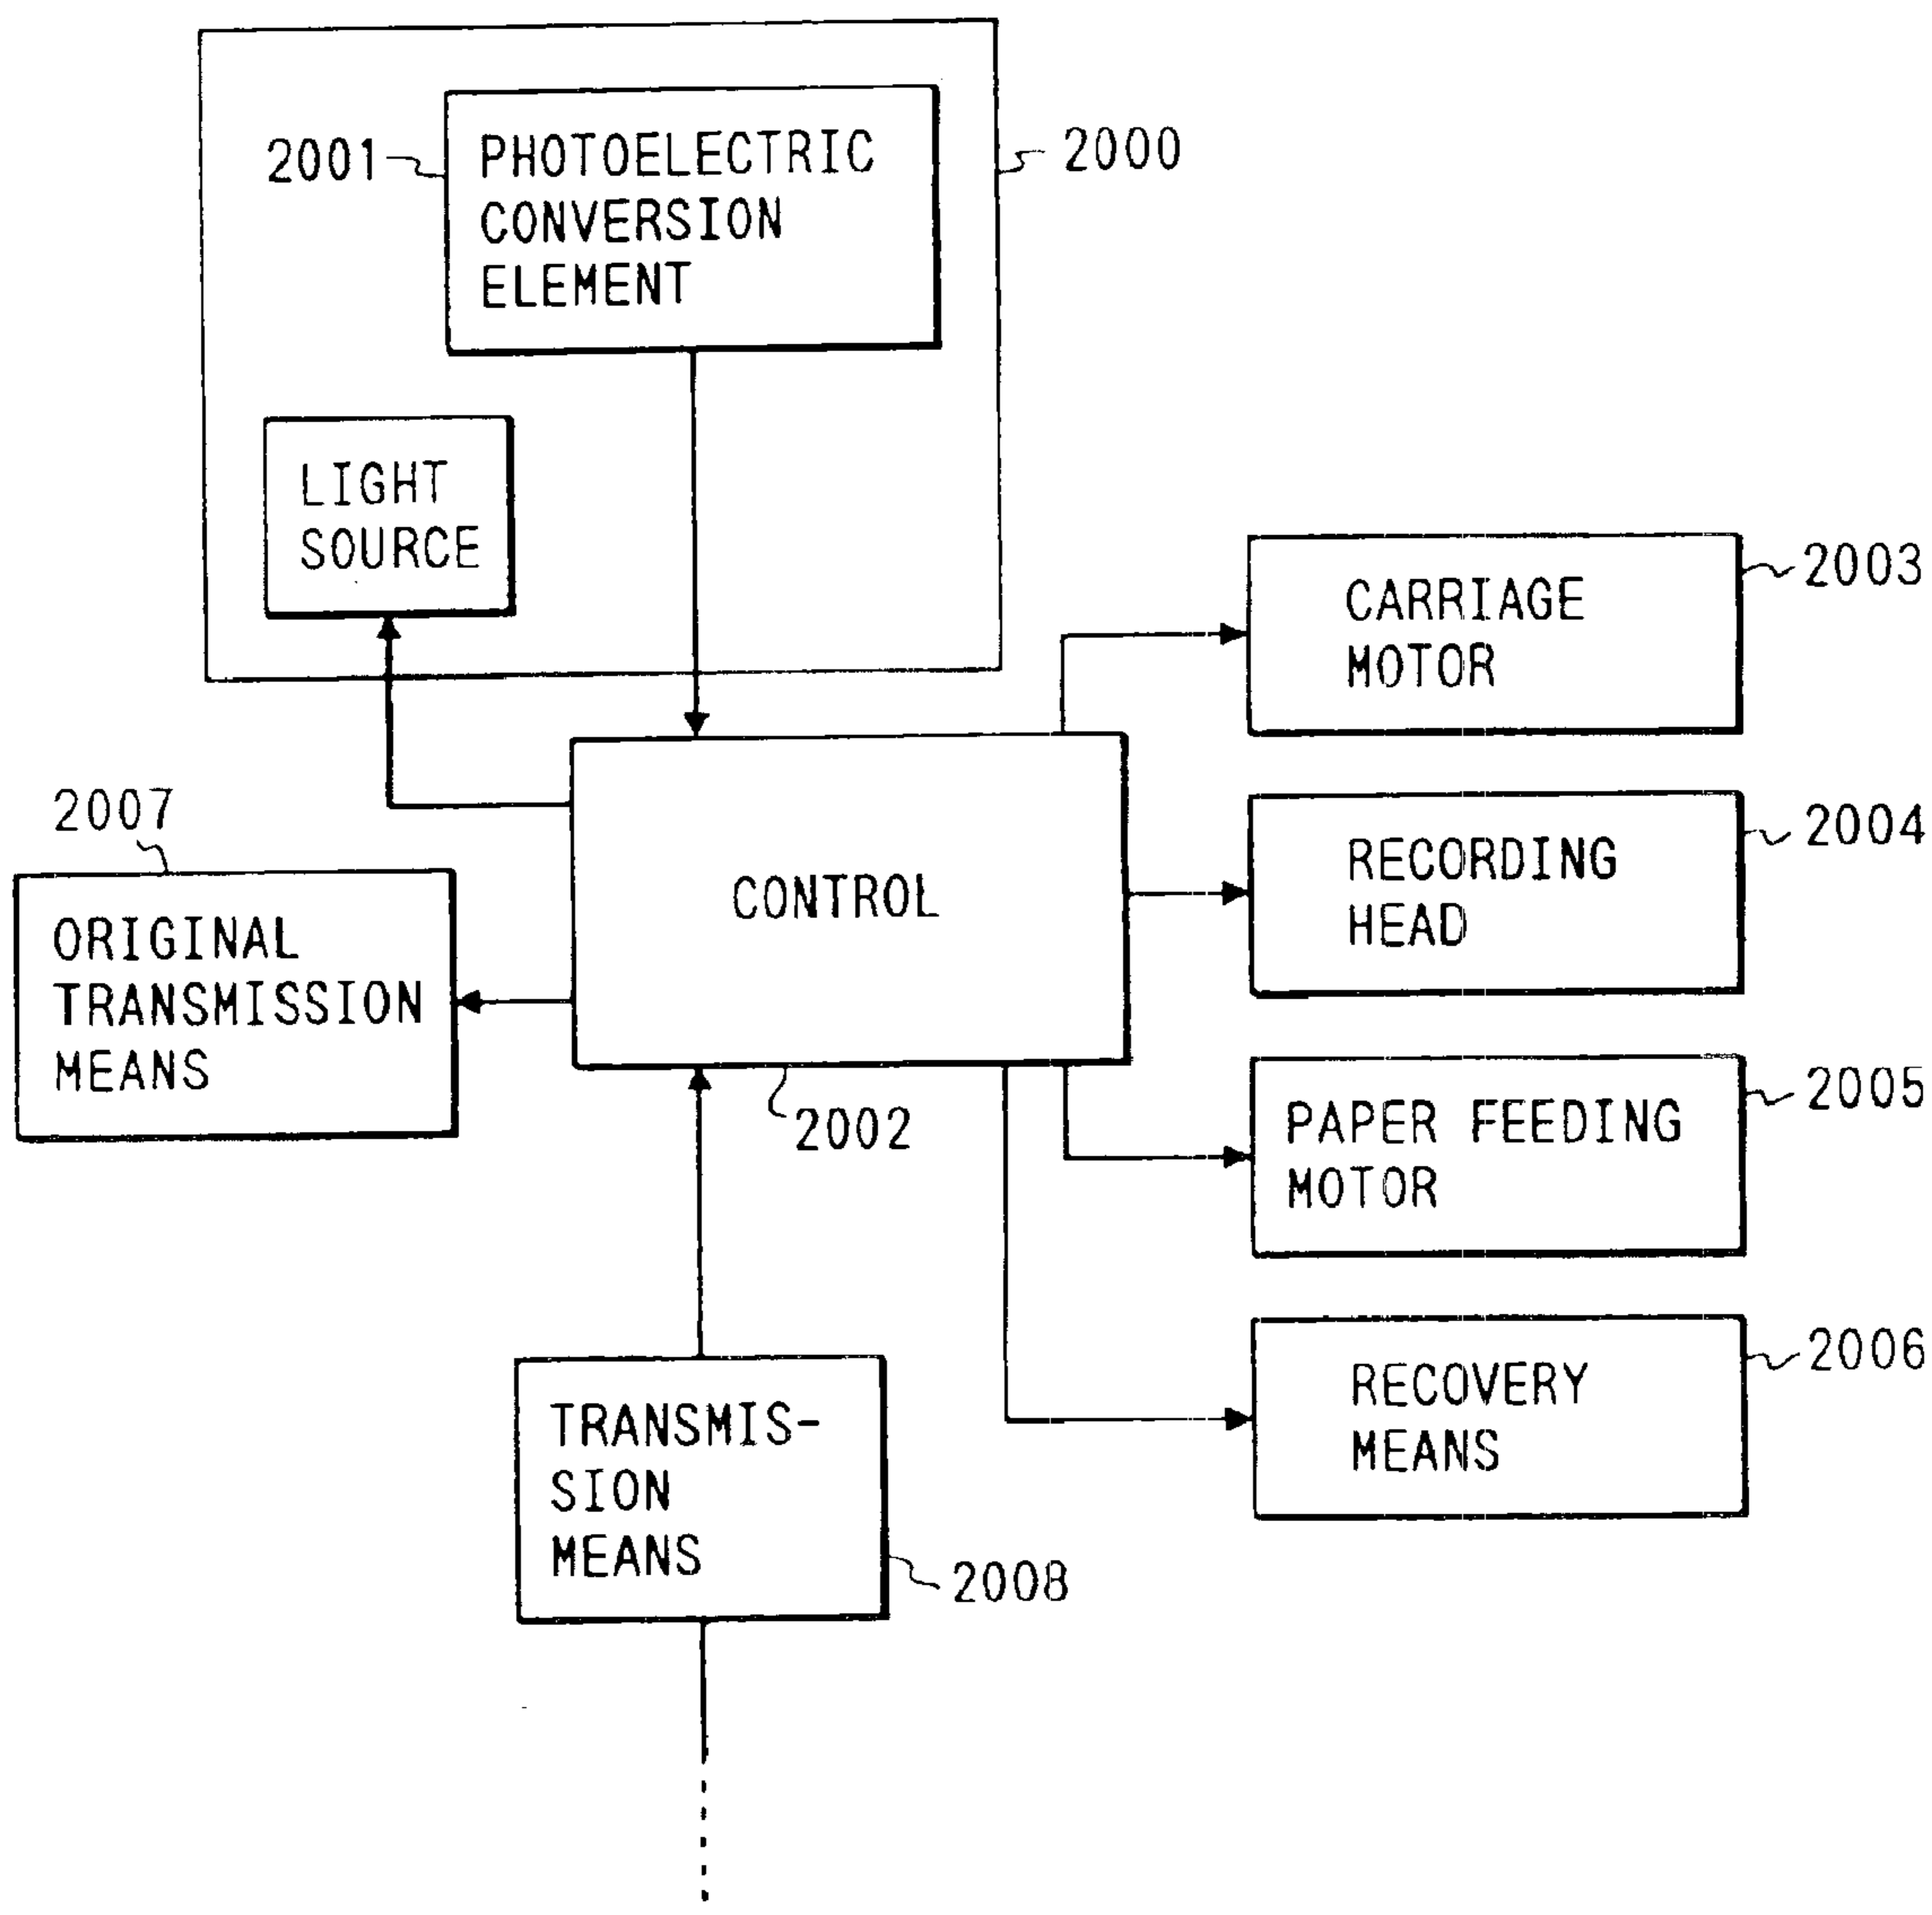 2001
PHOTOELECTRIC
CONVERSION
ELEMENT
2000
LIGHT
SOURCE
CARRIAGE
MOTOR
2003
2007
ORIGINAL
TRANSMISSION
MEANS
CONTROL
2002
RECORDING
HEAD
2004
PAPER FEEDING
MOTOR
2005
RECOVERY
MEANS
2006
TRANSMIS-
SION
MEANS
2008